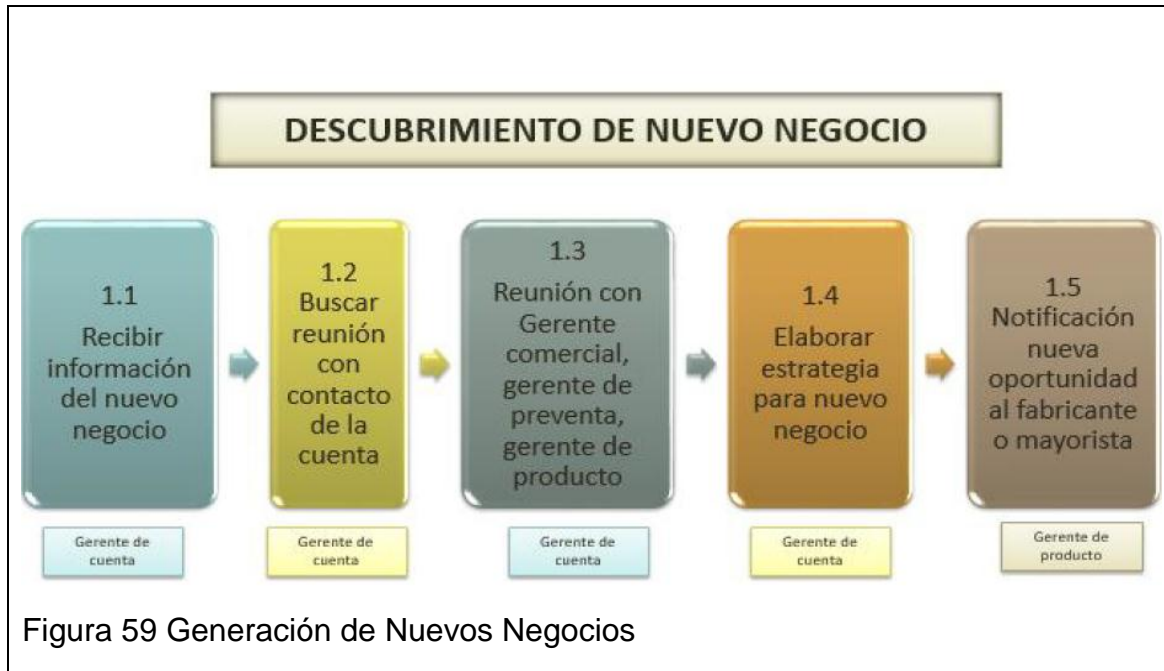 DESCUBRIMIENTO DE NUEVO NEGOCIO
1.1
Recibir
información
del nuevo
negocio
1.2
Buscar
reunión
con
contacto
de la
cuenta
1.3
Reunión con
Gerente
comercial,
gerente de
preventa,
gerente de
producto
1.4
Elaborar
estrategia
para nuevo
negocio
1.5
Notificación
nueva
oportunidad
al fabricante
o mayorista
Gerente de
cuenta
Gerente de
cuenta
Gerente de
cuenta
Gerente de
cuenta
Gerente de
producto
Figura 59 Generación de Nuevos Negocios